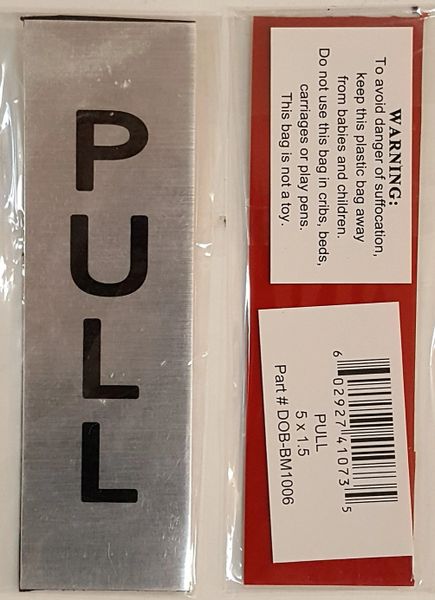 PULL
WARNING:
To avoid danger of suffocation,
keep this plastic bag away
from babies and children.
Do not use this bag in cribs, beds,
carriages or play pens.
This bag is not a toy.
6 02927 41073 5
PULL
5 x 1.5
Part # DOB-BM1006